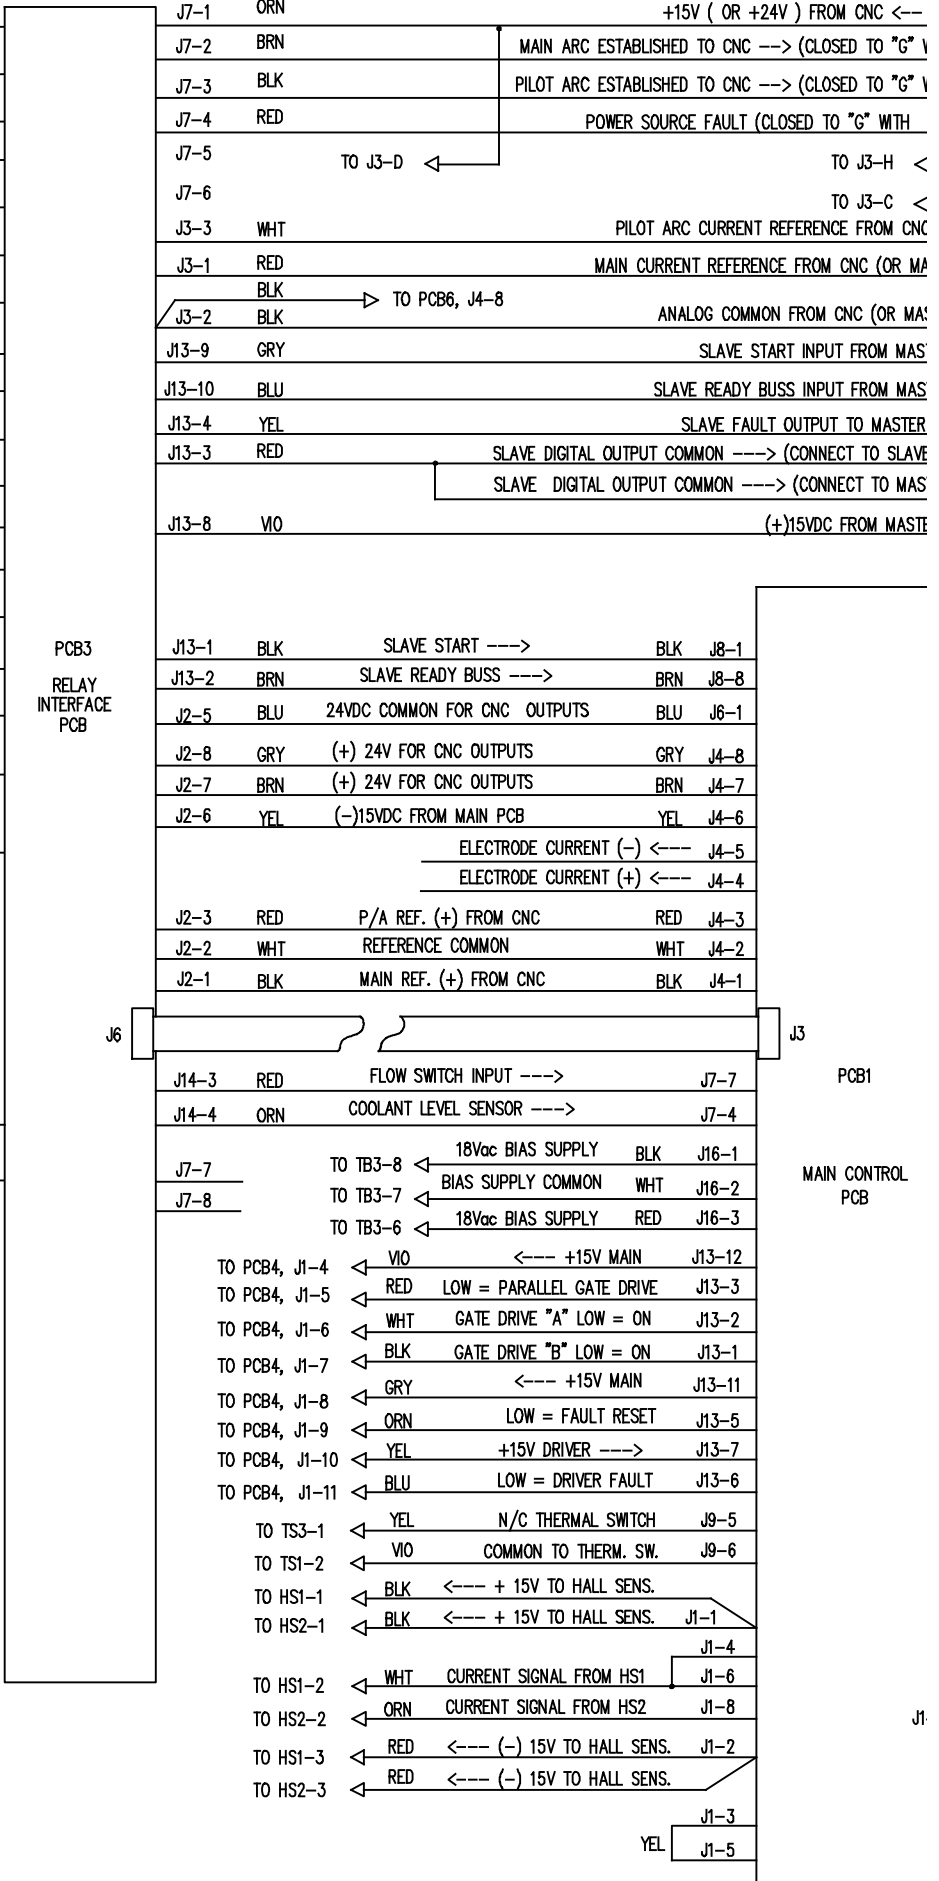 J7-1 ORN +15V ( OR +24V ) FROM CNC <--
J7-2 BRN MAIN ARC ESTABLISHED TO CNC --> (CLOSED TO "G"
J7-3 BLK PILOT ARC ESTABLISHED TO CNC --> (CLOSED TO "G"
J7-4 RED POWER SOURCE FAULT (CLOSED TO "G" WITH
J7-5 TO J3-D TO J3-H
J7-6 TO J3-C
J3-3 WHT PILOT ARC CURRENT REFERENCE FROM CNC
J3-1 RED MAIN CURRENT REFERENCE FROM CNC (OR MA
BLK TO PCB6, J4-8
J3-2 BLK ANALOG COMMON FROM CNC (OR MAS
J13-9 GRY SLAVE START INPUT FROM MAS
J13-10 BLU SLAVE READY BUSS INPUT FROM MAS
J13-4 YEL SLAVE FAULT OUTPUT TO MASTER
J13-3 RED SLAVE DIGITAL OUTPUT COMMON ---> (CONNECT TO SLAVE
SLAVE DIGITAL OUTPUT COMMON ---> (CONNECT TO MAS
J13-8 VIO (+)15VDC FROM MASTE
PCB3
RELAY
INTERFACE
PCB
J13-1 BLK SLAVE START ---> BLK J8-1
J13-2 BRN SLAVE READY BUSS ---> BRN J8-8
J2-5 BLU 24VDC COMMON FOR CNC OUTPUTS BLU J6-1
J2-8 GRY (+) 24V FOR CNC OUTPUTS GRY J4-8
J2-7 BRN (+) 24V FOR CNC OUTPUTS BRN J4-7
J2-6 YEL (-)15VDC FROM MAIN PCB YEL J4-6
ELECTRODE CURRENT (-) <--- J4-5
ELECTRODE CURRENT (+) <--- J4-4
J2-3 RED P/A REF. (+) FROM CNC RED J4-3
J2-2 WHT REFERENCE COMMON WHT J4-2
J2-1 BLK MAIN REF. (+) FROM CNC BLK J4-1
J6 J3
J14-3 RED FLOW SWITCH INPUT ---> J7-7
PCB1
J14-4 ORN COOLANT LEVEL SENSOR ---> J7-4
MAIN CONTROL
PCB
TO TB3-8 18Vac BIAS SUPPLY BLK J16-1
J7-7
TO TB3-7 BIAS SUPPLY COMMON WHT J16-2
J7-8
TO TB3-6 18Vac BIAS SUPPLY RED J16-3
TO PCB4, J1-4 VIO <--- +15V MAIN J13-12
TO PCB4, J1-5 RED LOW = PARALLEL GATE DRIVE J13-3
TO PCB4, J1-6 WHT GATE DRIVE "A" LOW = ON J13-2
TO PCB4, J1-7 BLK GATE DRIVE "B" LOW = ON J13-1
TO PCB4, J1-8 GRY <--- +15V MAIN J13-11
TO PCB4, J1-9 ORN LOW = FAULT RESET J13-5
TO PCB4, J1-10 YEL +15V DRIVER ---> J13-7
TO PCB4, J1-11 BLU LOW = DRIVER FAULT J13-6
TO TS3-1 YEL N/C THERMAL SWITCH J9-5
TO TS1-2 VIO COMMON TO THERM. SW. J9-6
TO HS1-1 BLK <--- + 15V TO HALL SENS.
TO HS2-1 BLK <--- + 15V TO HALL SENS. J1-1
J1-4
TO HS1-2 WHT CURRENT SIGNAL FROM HS1 J1-6
TO HS2-2 ORN CURRENT SIGNAL FROM HS2 J1-8
J1-
TO HS1-3 RED <--- (-) 15V TO HALL SENS. J1-2
TO HS2-3 RED <--- (-) 15V TO HALL SENS.
J1-3
YEL J1-5